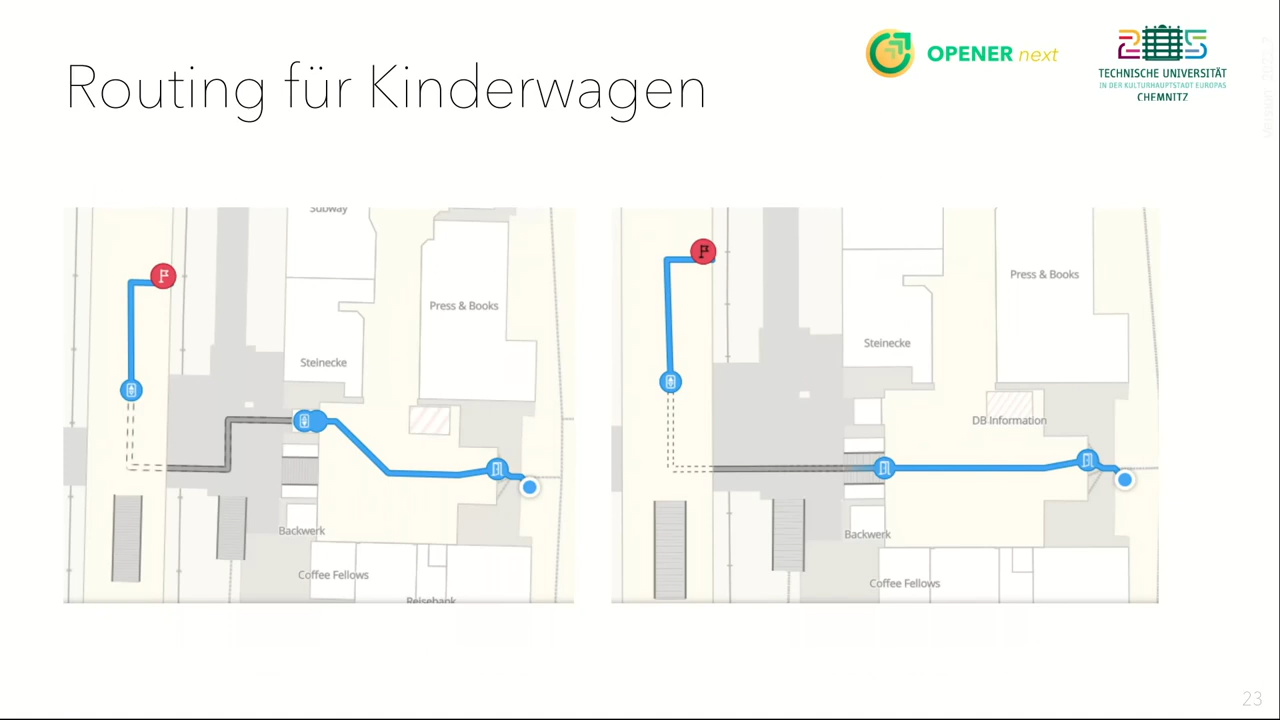 Routing für Kinderwagen
OPENER next
TECHNISCHE UNIVERSITÄT
IN DER KULTURHAUPTSTADT EUROPAS
CHEMNITZ
Subway
Press & Books
Steinecke
Backwerk
Coffee Fellows
Reisebank
Press & Books
Steinecke
DB Information
Backwerk
Coffee Fellows
23